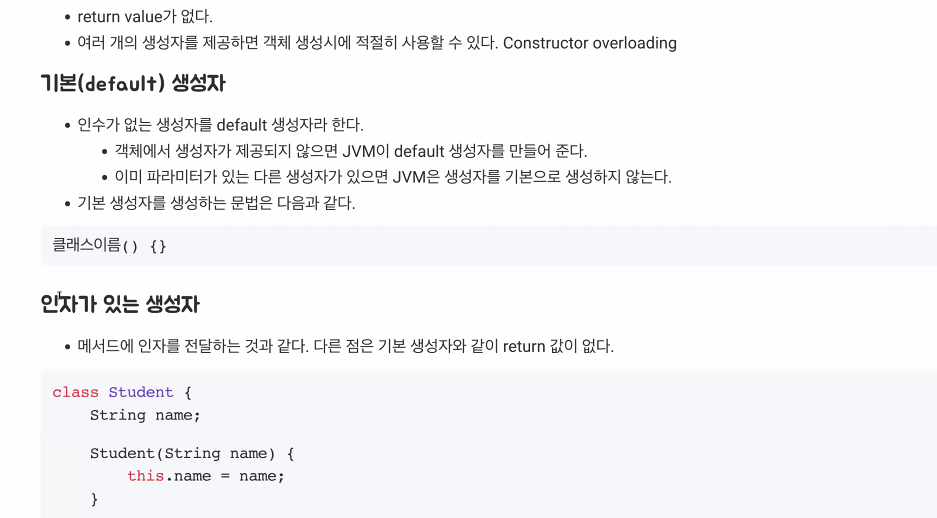 return value가 없다.
여러 개의 생성자를 제공하면 객체 생성시에 적절히 사용할 수 있다. Constructor overloading
기본(default) 생성자
인수가 없는 생성자를 default 생성자라 한다.
객체에서 생성자가 제공되지 않으면 JVM이 default 생성자를 만들어 준다.
이미 파라미터가 있는 다른 생성자가 있으면 JVM은 생성자를 기본으로 생성하지 않는다.
기본 생성자를 생성하는 문법은 다음과 같다.
클래스이름() {}
인자가 있는 생성자
메서드에 인자를 전달하는 것과 같다. 다른 점은 기본 생성자와 같이 return 값이 없다.
class Student {
String name;
Student(String name) {
this.name = name;
}